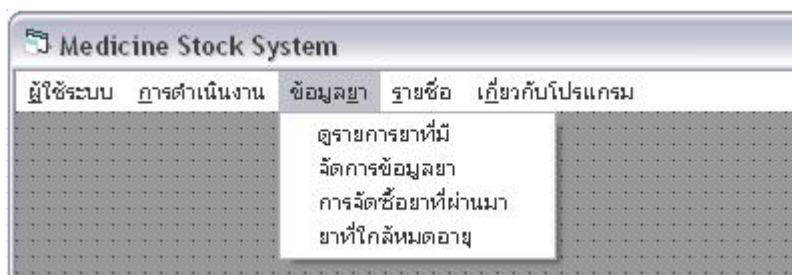 Medicine Stock System
ผู้ใช้ระบบ การดำเนินงาน ข้อมูลยา รายชื่อ เกี่ยวกับโปรแกรม
ดูรายการยาที่มี
จัดการข้อมูลยา
การจัดซื้อยาที่ผ่านมา
ยาที่ใกล้หมดอายุ